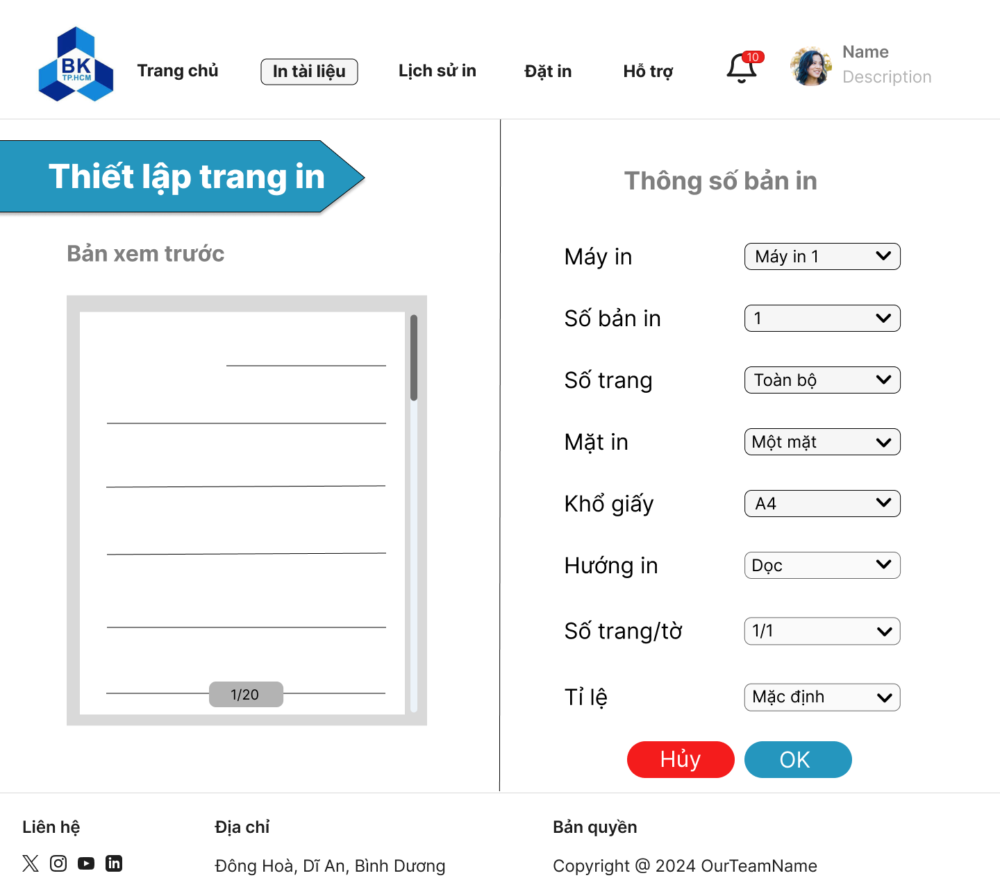 BK
TP.HCM
Trang chủ
In tài liệu
Lịch sử in
Đặt in
Hỗ trợ
10
Name
Description
Thiết lập trang in
Bản xem trước
1/20
Thông số bản in
Máy in
Máy in 1
Số bản in
1
Số trang
Toàn bộ
Mặt in
Một mặt
Khổ giấy
A4
Hướng in
Dọc
Số trang/tờ
1/1
Tỉ lệ
Mặc định
Hủy
OK
Liên hệ
Địa chỉ
Đông Hoà, Dĩ An, Bình Dương
Bản quyền
Copyright @ 2024 OurTeamName